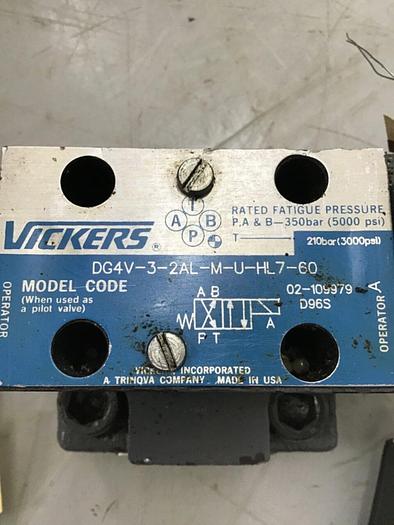 T
A B
P
RATED FATIGUE PRESSURE
P,A & B-350bar (5000 psi)
T 210bar(3000psi)
VICKERS®
DG4V-3-2AL-M-U-HL7-60
MODEL CODE
(When used as
a pilot valve)
A B
P T
A
02-109979
D96S
OPERATOR
OPERATOR A
VICKERS INCORPORATED
A TRINOVA COMPANY MADE IN USA